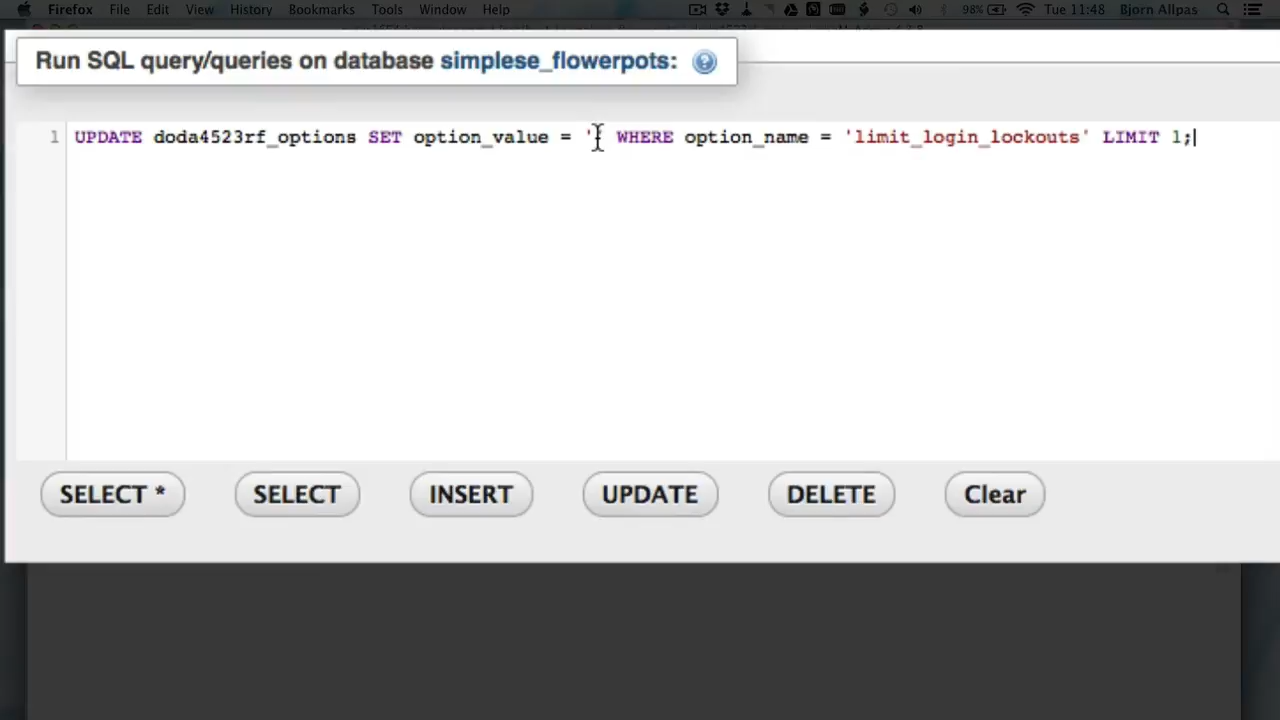 Firefox File Edit View History Bookmarks Tools Window Help 98% Tue 11:48 Bjorn Allpas
Run SQL query/queries on database simplese_flowerpots:
1 UPDATE doda4523rf_options SET option_value = '' WHERE option_name = 'limit_login_lockouts' LIMIT 1;
SELECT * SELECT INSERT UPDATE DELETE Clear